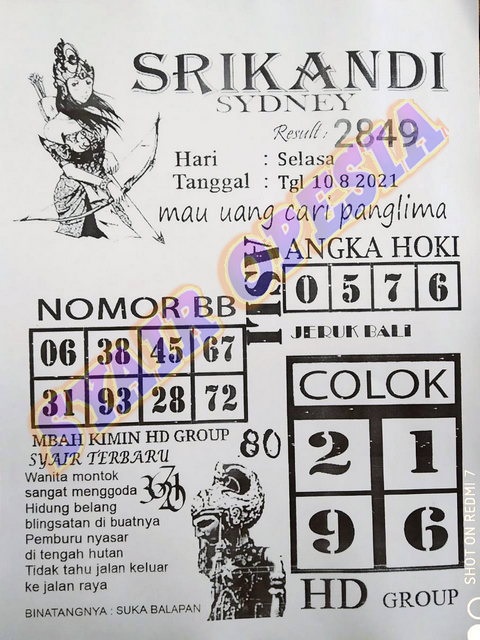 SRIKANDI
SYDNEY
Result : 2849
Hari : Selasa
Tanggal : Tgl 10 8 2021
mau uang cari panglima
ANGKA HOKI
0 5 7 6
JERUK BALI
NOMOR BB
06 38 45 67
31 93 28 72
COLOK
2 1
9 6
MBAH KIMIN HD GROUP
80
SYAIR TERBARU
Wanita montok
sangat menggoda
Hidung belang
blingsatan di buatnya
Pemburu nyasar
di tengah hutan
Tidak tahu jalan keluar
ke jalan raya
BINATANGNYA : SUKA BALAPAN
HD GROUP
SYAIR OPESIA
SHOT ON REDMI 7